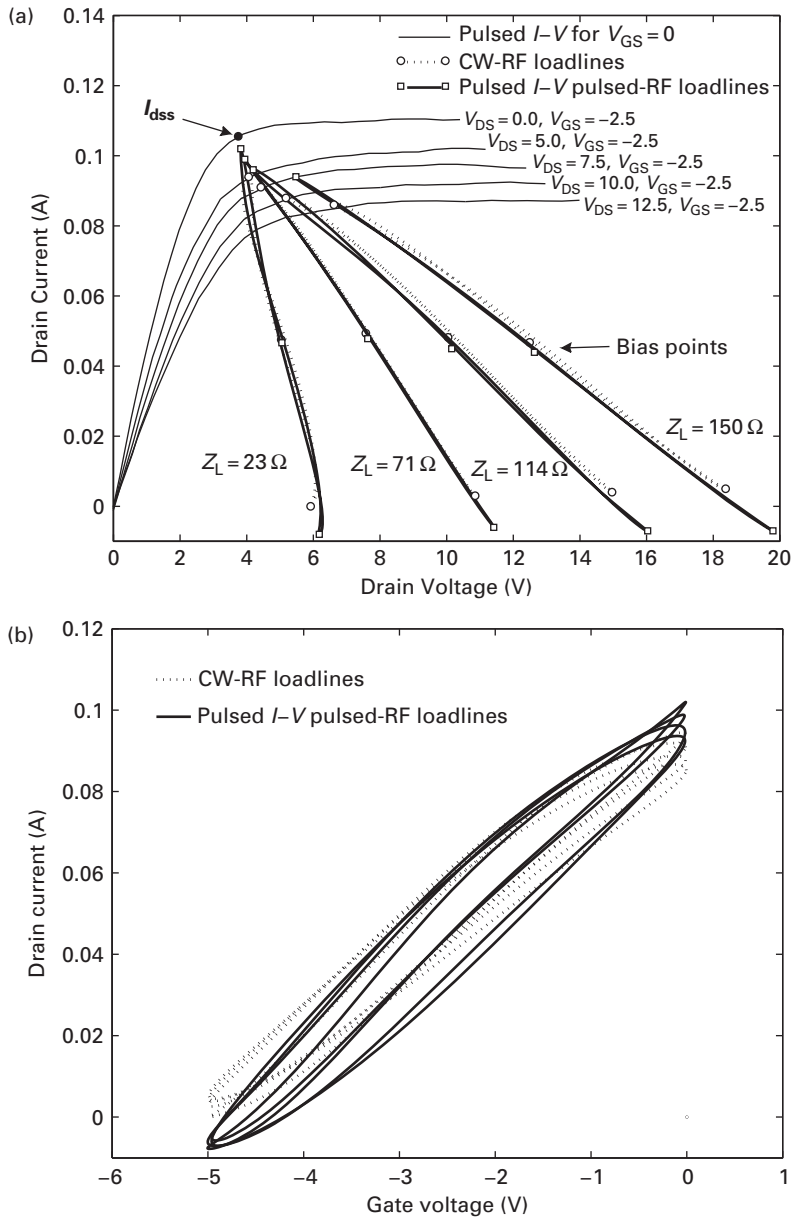 (a)
0.14
0.12
0.1
0.08
0.06
0.04
0.02
0
Drain Current (A)
Pulsed I–V for VGS = 0
CW-RF loadlines
Pulsed I–V pulsed-RF loadlines
Idss
VDS = 0.0, VGS = −2.5
VDS = 5.0, VGS = −2.5
VDS = 7.5, VGS = −2.5
VDS = 10.0, VGS = −2.5
VDS = 12.5, VGS = −2.5
Bias points
ZL = 23 Ω
ZL = 71 Ω
ZL = 114 Ω
ZL = 150 Ω
0 2 4 6 8 10 12 14 16 18 20
Drain Voltage (V)
(b)
0.12
0.1
0.08
0.06
0.04
0.02
0
Drain current (A)
CW-RF loadlines
Pulsed I–V pulsed-RF loadlines
−6 −5 −4 −3 −2 −1 0 1
Gate voltage (V)